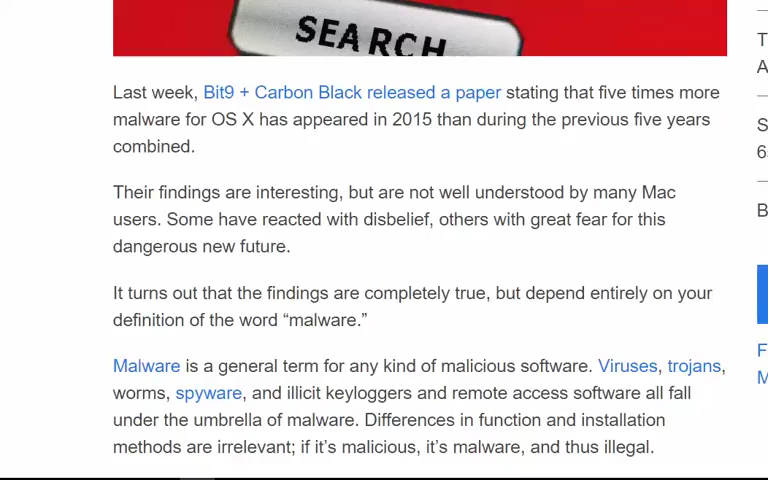 SEARCH
Last week, Bit9 + Carbon Black released a paper stating that five times more
malware for OS X has appeared in 2015 than during the previous five years
combined.
Their findings are interesting, but are not well understood by many Mac
users. Some have reacted with disbelief, others with great fear for this
dangerous new future.
It turns out that the findings are completely true, but depend entirely on your
definition of the word “malware.”
Malware is a general term for any kind of malicious software. Viruses, trojans,
worms, spyware, and illicit keyloggers and remote access software all fall
under the umbrella of malware. Differences in function and installation
methods are irrelevant; if it’s malicious, it’s malware, and thus illegal.
T
A
S
6
B
F
M